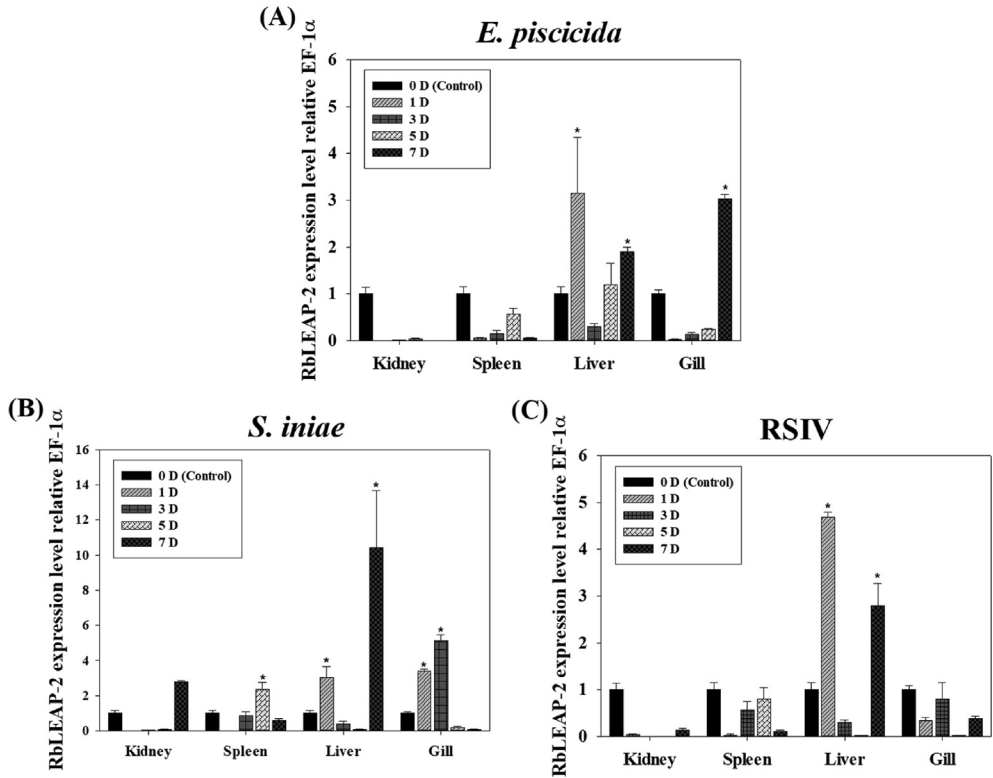 (A)
E. piscicida
RbLEAP-2 expression level relative EF-1α
6
5
4
3
2
1
0
0 D (Control)
1 D
3 D
5 D
7 D
*
*
*
Kidney Spleen Liver Gill
(B)
S. iniae
RbLEAP-2 expression level relative EF-1α
16
14
12
10
8
6
4
2
0
0 D (Control)
1 D
3 D
5 D
7 D
*
*
*
*
*
Kidney Spleen Liver Gill
(C)
RSIV
RbLEAP-2 expression level relative EF-1α
6
5
4
3
2
1
0
0 D (Control)
1 D
3 D
5 D
7 D
*
*
Kidney Spleen Liver Gill